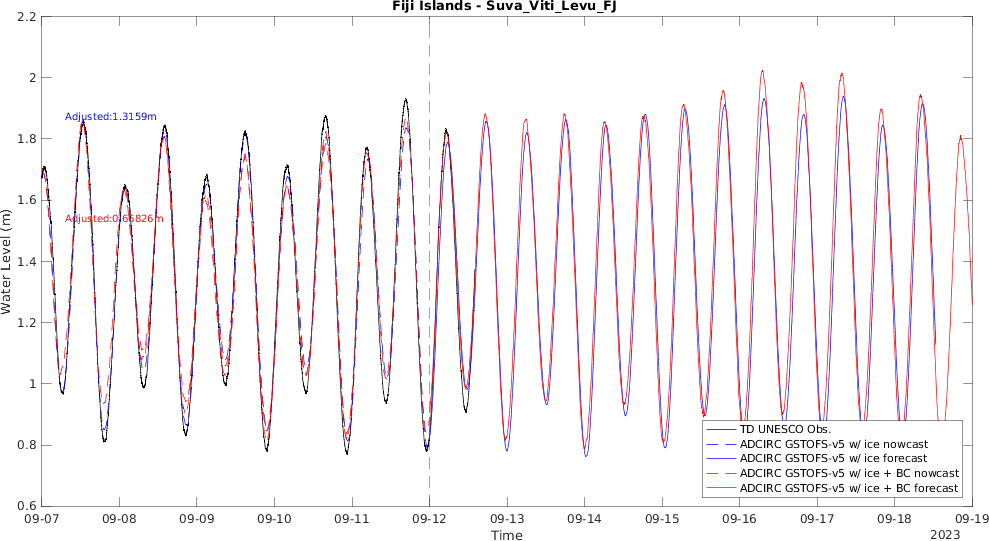 Fiji Islands - Suva_Viti_Levu_FJ
2.2
2
1.8
1.6
1.4
1.2
1
0.8
0.6
Water Level (m)
Adjusted:1.3159m
Adjusted:0.65826m
TD UNESCO Obs.
ADCIRC GSTOFS-v5 w/ ice nowcast
ADCIRC GSTOFS-v5 w/ ice forecast
ADCIRC GSTOFS-v5 w/ ice + BC nowcast
ADCIRC GSTOFS-v5 w/ ice + BC forecast
09-07 09-08 09-09 09-10 09-11 09-12 09-13 09-14 09-15 09-16 09-17 09-18 09-19
Time
2023